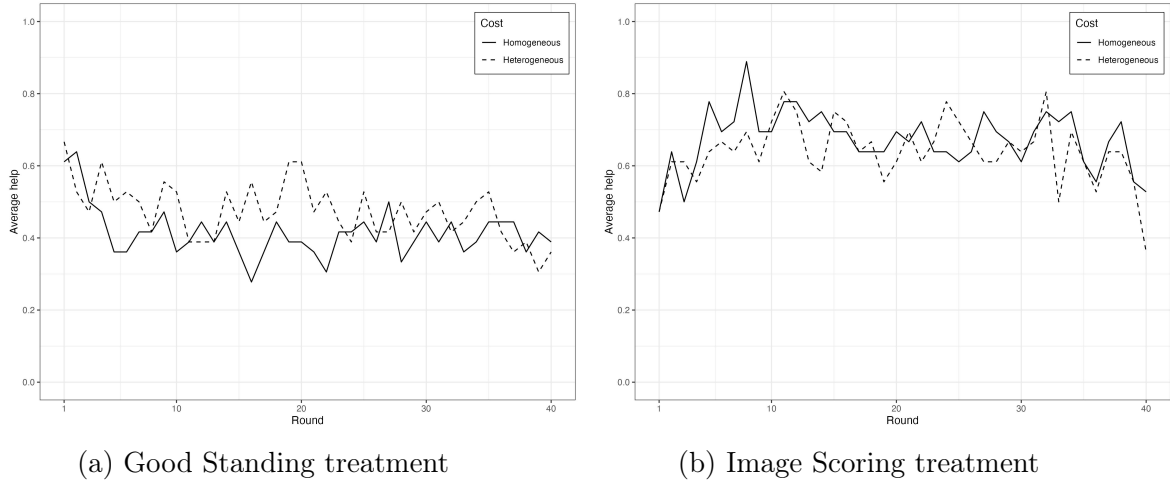 Cost
Homogeneous
Heterogeneous
1.0
0.8
0.6
0.4
0.2
0.0
Average help
1
10
20
30
40
Round
(a) Good Standing treatment
Cost
Homogeneous
Heterogeneous
1.0
0.8
0.6
0.4
0.2
0.0
Average help
1
10
20
30
40
Round
(b) Image Scoring treatment